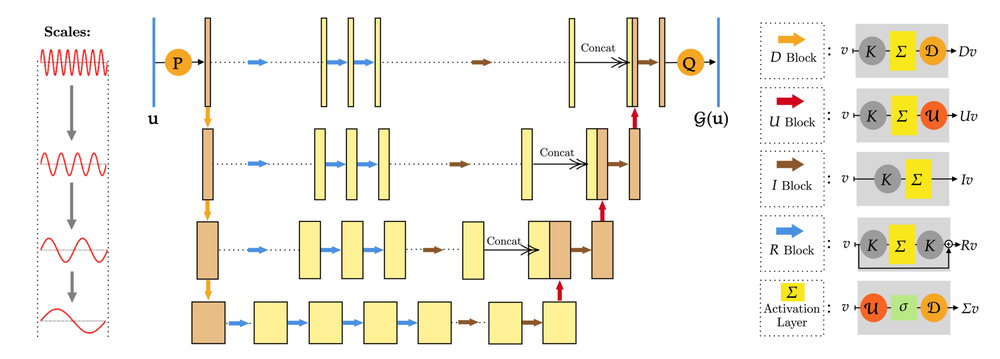 Scales:
P
u
Concat
Q
𝒢(u)
Concat
Concat
D Block
:
v
K
Σ
𝒟
Dv
U Block
:
v
K
Σ
𝒰
Uv
I Block
:
v
K
Σ
Iv
R Block
:
v
K
Σ
K
+
Rv
Σ
Activation
Layer
:
v
𝒰
σ
𝒟
Σv